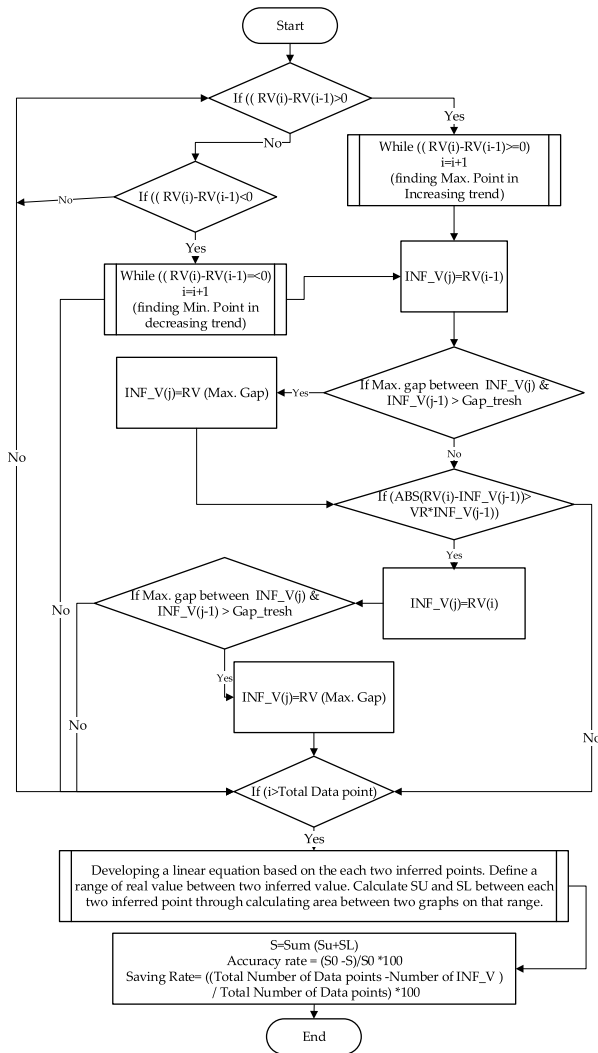 Start
If (( RV(i)-RV(i-1)>0
Yes
No
While (( RV(i)-RV(i-1)>=0)
i=i+1
(finding Max. Point in
Increasing trend)
If (( RV(i)-RV(i-1)<0
No
Yes
While (( RV(i)-RV(i-1)=<0)
i=i+1
(finding Min. Point in
decreasing trend)
INF_V(j)=RV(i-1)
If Max. gap between INF_V(j) &
INF_V(j-1) > Gap_tresh
Yes
INF_V(j)=RV (Max. Gap)
No
No
If (ABS(RV(i)-INF_V(j-1))>
VR*INF_V(j-1))
Yes
INF_V(j)=RV(i)
If Max. gap between INF_V(j) &
INF_V(j-1) > Gap_tresh
No
Yes
INF_V(j)=RV (Max. Gap)
No
No
If (i>Total Data point)
Yes
Developing a linear equation based on the each two inferred points. Define a
range of real value between two inferred value. Calculate SU and SL between each
two inferred point through calculating area between two graphs on that range.
S=Sum (Su+SL)
Accuracy rate = (S0 -S)/S0 *100
Saving Rate= ((Total Number of Data points -Number of INF_V )
/ Total Number of Data points) *100
End